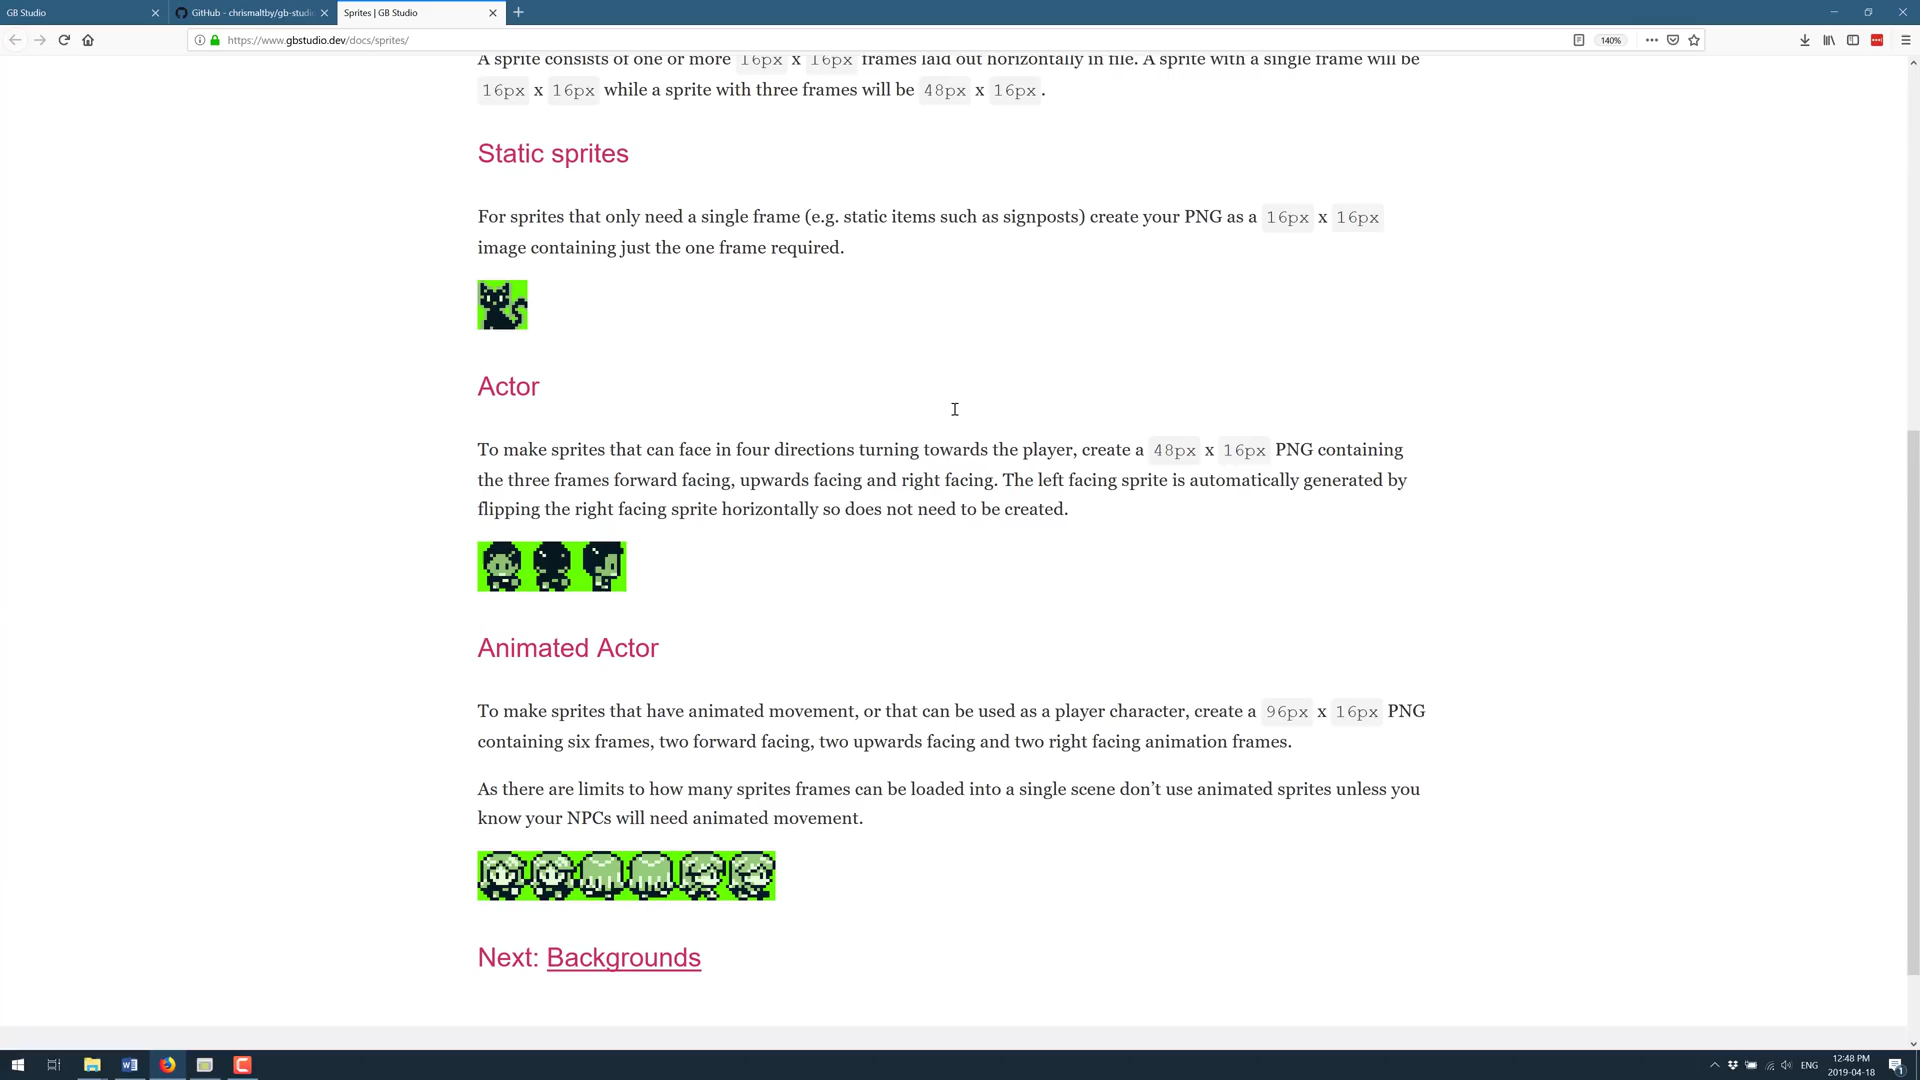 GB Studio
GitHub - chrismaltby/gb-studi
Sprites | GB Studio
https://www.gbstudio.dev/docs/sprites/
140%
A sprite consists of one or more 16px x 16px frames laid out horizontally in file. A sprite with a single frame will be
16px x 16px while a sprite with three frames will be 48px x 16px.
Static sprites
For sprites that only need a single frame (e.g. static items such as signposts) create your PNG as a 16px x 16px
image containing just the one frame required.
Actor
To make sprites that can face in four directions turning towards the player, create a 48px x 16px PNG containing
the three frames forward facing, upwards facing and right facing. The left facing sprite is automatically generated by
flipping the right facing sprite horizontally so does not need to be created.
Animated Actor
To make sprites that have animated movement, or that can be used as a player character, create a 96px x 16px PNG
containing six frames, two forward facing, two upwards facing and two right facing animation frames.
As there are limits to how many sprites frames can be loaded into a single scene don’t use animated sprites unless you
know your NPCs will need animated movement.
Next: Backgrounds
ENG
12:48 PM
2019-04-18